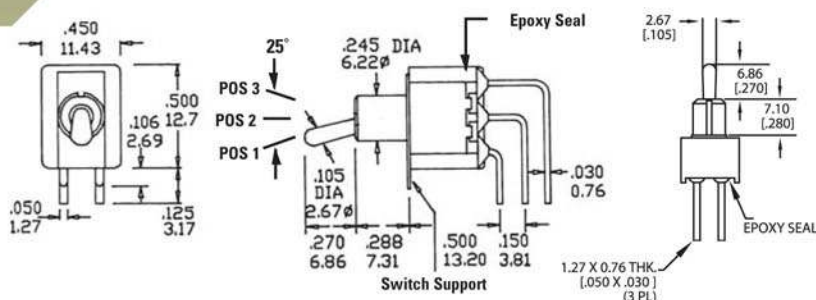 .450
11.43
.500
12.7
.106
2.69
.050
1.27
.125
3.17
25°
POS 3
POS 2
POS 1
.245 DIA
6.22ø
Epoxy Seal
.105
DIA
2.67ø
.030
0.76
.270
6.86
.288
7.31
.500
13.20
.150
3.81
Switch Support
2.67
[.105]
6.86
[.270]
7.10
[.280]
EPOXY SEAL
1.27 X 0.76 THK.
[.050 X .030 ]
(3 PL)